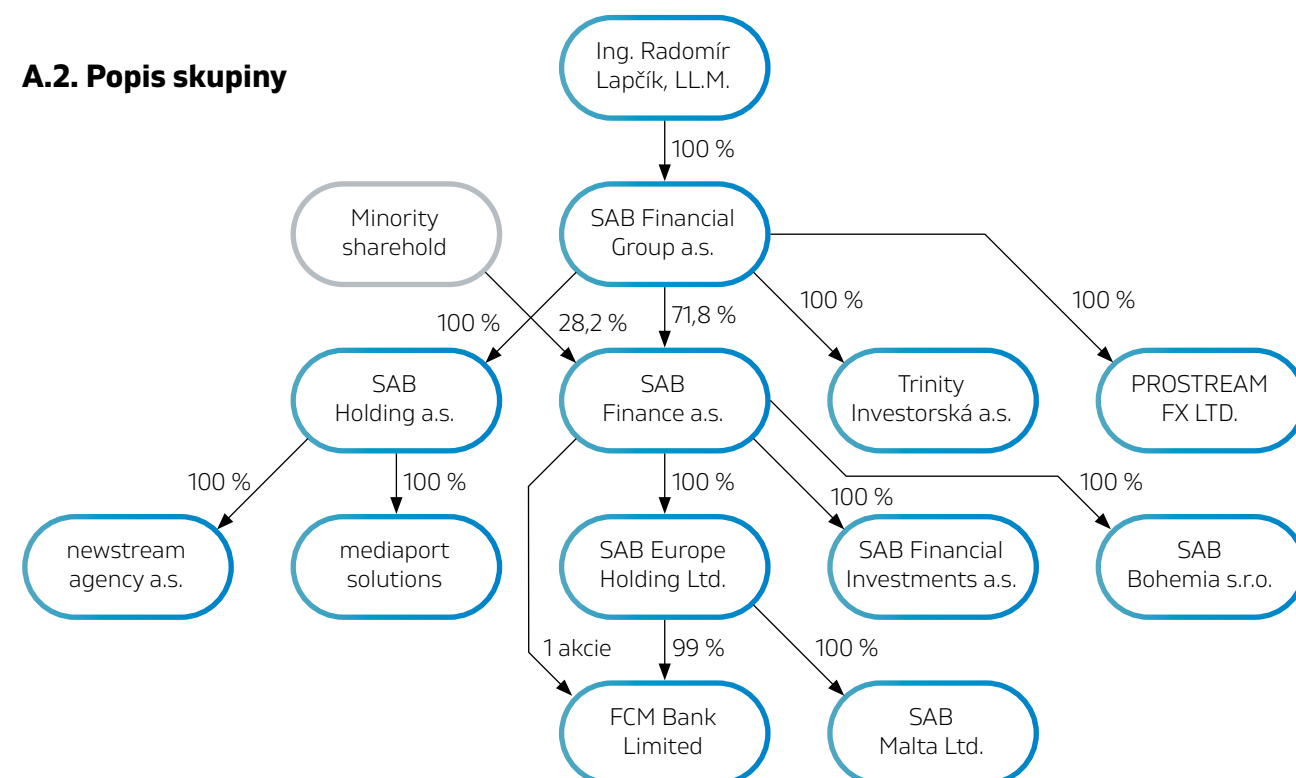 A.2. Popis skupiny
Ing. Radomír
Lapčík, LL.M.
100 %
Minority
sharehold
SAB Financial
Group a.s.
100 %
28,2 %
71,8 %
100 %
100 %
SAB
Holding a.s.
SAB
Finance a.s.
Trinity
Investorská a.s.
PROSTREAM
FX LTD.
100 %
100 %
100 %
100 %
100 %
newstream
agency a.s.
mediaport
solutions
SAB Europe
Holding Ltd.
SAB Financial
Investments a.s.
SAB
Bohemia s.r.o.
1 akcie
99 %
100 %
FCM Bank
Limited
SAB
Malta Ltd.